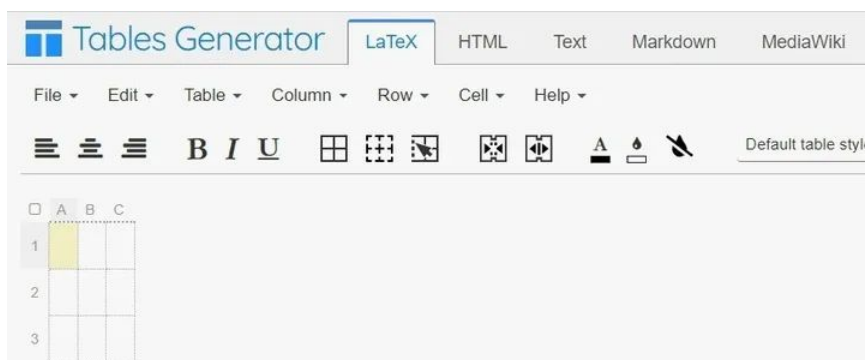 Tables Generator LaTeX HTML Text Markdown MediaWiki
File Edit Table Column Row Cell Help
B I U A Default table
A B C
1
2
3